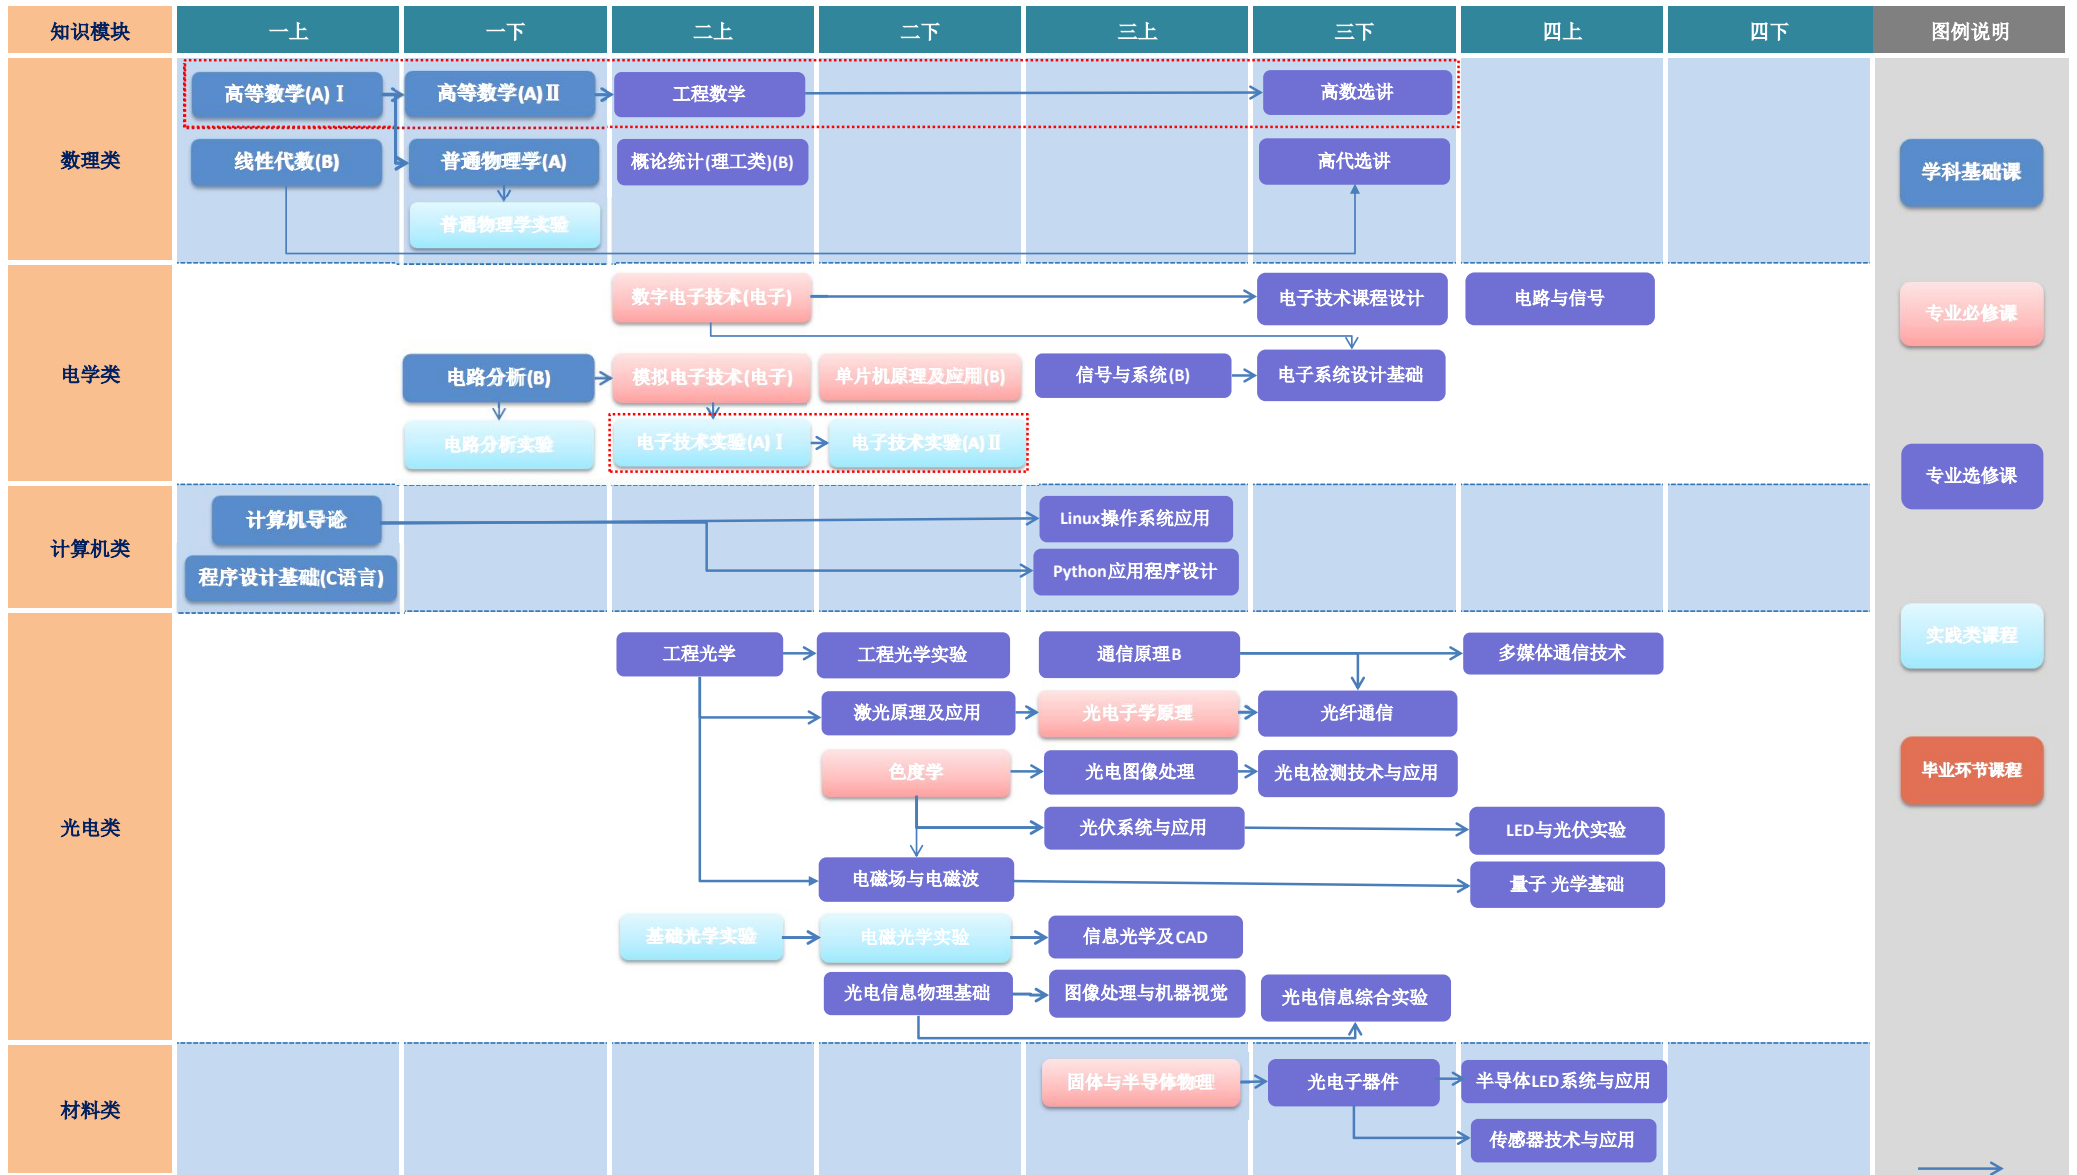 知识模块 一上 一下 二上 二下 三上 三下 四上 四下 图例说明
数理类
高等数学(A) Ⅰ 高等数学(A) Ⅱ 工程数学 高数选讲
线性代数(B) 普通物理学(A) 概论统计(理工类)(B) 高代选讲
普通物理学实验
学科基础课
电学类
数字电子技术(电子) 电子技术课程设计 电路与信号
电路分析(B) 模拟电子技术(电子) 单片机原理及应用(B) 信号与系统(B) 电子系统设计基础
电路分析实验 电子技术实验(A) Ⅰ 电子技术实验(A) Ⅱ
专业必修课
专业选修课
计算机类
计算机导论 Linux操作系统应用
程序设计基础(C语言) Python应用程序设计
光电类
工程光学 工程光学实验 通信原理B 多媒体通信技术
激光原理及应用 光电子学原理 光纤通信
色度学 光电图像处理 光电检测技术与应用
光伏系统与应用 LED与光伏实验
电磁场与电磁波 量子 光学基础
基础光学实验 电磁光学实验 信息光学及CAD
光电信息物理基础 图像处理与机器视觉 光电信息综合实验
实践类课程
毕业环节课程
材料类
固体与半导体物理 光电子器件 半导体LED系统与应用
传感器技术与应用